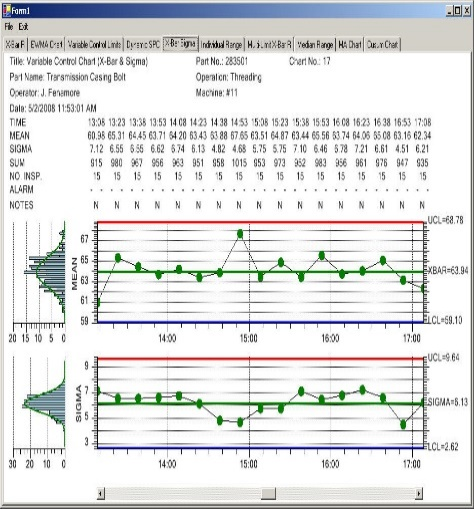 Form1
File Exit
X-Bar R EWMA Chart Variable Control Limits Dynamic SPC X-Bar Sigma Individual Range Multi-Limit X-Bar R Median Range MA Chart Cusum Chart
Title: Variable Control Chart (X-Bar & Sigma) Part No.: 283501 Chart No.: 17
Part Name: Transmission Casing Bolt Operation: Threading
Operator: J. Fenamore Machine: #11
Date: 5/2/2008 11:53:01 AM
TIME 13:08 13:23 13:38 13:53 14:08 14:23 14:38 14:53 15:08 15:23 15:38 15:53 16:08 16:23 16:38 16:53 17:08
MEAN 60.98 65.31 64.45 63.71 64.20 63.43 63.88 67.65 63.51 64.87 63.44 65.56 63.74 64.06 65.08 63.16 62.34
SIGMA 7.12 6.55 6.55 6.62 6.74 6.13 4.82 4.68 5.75 5.75 7.10 6.46 6.78 7.21 6.61 4.51 6.21
SUM 915 980 967 956 963 951 958 1015 953 973 952 983 956 961 976 947 935
NO. INSP. 15 15 15 15 15 15 15 15 15 15 15 15 15 15 15 15 15
ALARM - - - - - - - - - - - - - - - - -
NOTES N N N N N N N N N N N N N N N N N
UCL=68.78
67
65
MEAN
XBAR=63.94
63
61
59
LCL=59.10
20 15 10 5 0
14:00 15:00 16:00 17:00
UCL=9.64
9
7
SIGMA
SIGMA=6.13
5
3
LCL=2.62
30 20 10 0
14:00 15:00 16:00 17:00